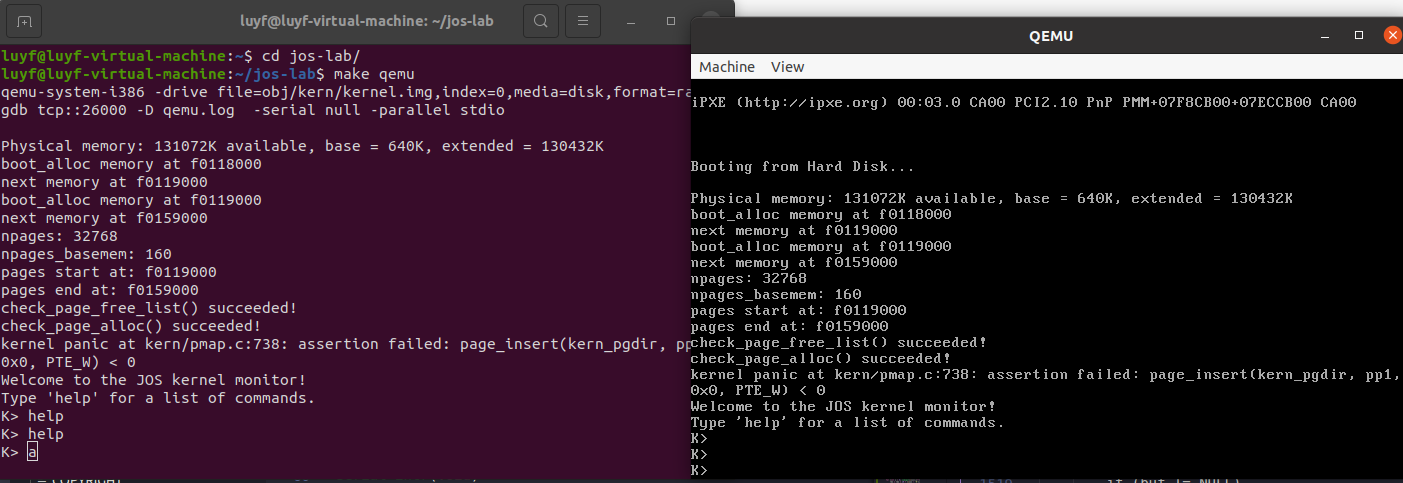 luyf@luyf-virtual-machine: ~/jos-lab
luyf@luyf-virtual-machine:~$ cd jos-lab/
luyf@luyf-virtual-machine:~/jos-lab$ make qemu
qemu-system-i386 -drive file=obj/kern/kernel.img,index=0,media=disk,format=ra
gdb tcp::26000 -D qemu.log  -serial null -parallel stdio
Physical memory: 131072K available, base = 640K, extended = 130432K
boot_alloc memory at f0118000
next memory at f0119000
boot_alloc memory at f0119000
next memory at f0159000
npages: 32768
npages_basemem: 160
pages start at: f0119000
pages end at: f0159000
check_page_free_list() succeeded!
check_page_alloc() succeeded!
kernel panic at kern/pmap.c:738: assertion failed: page_insert(kern_pgdir, pp
0x0, PTE_W) < 0
Welcome to the JOS kernel monitor!
Type 'help' for a list of commands.
K> help
K> help
K> a
QEMU
Machine View
iPXE (http://ipxe.org) 00:03.0 CA00 PCI2.10 PnP PMM+07F8CB00+07ECCB00 CA00
Booting from Hard Disk...
Physical memory: 131072K available, base = 640K, extended = 130432K
boot_alloc memory at f0118000
next memory at f0119000
boot_alloc memory at f0119000
next memory at f0159000
npages: 32768
npages_basemem: 160
pages start at: f0119000
pages end at: f0159000
check_page_free_list() succeeded!
check_page_alloc() succeeded!
kernel panic at kern/pmap.c:738: assertion failed: page_insert(kern_pgdir, pp1,
0x0, PTE_W) < 0
Welcome to the JOS kernel monitor!
Type 'help' for a list of commands.
K>
K>
K>